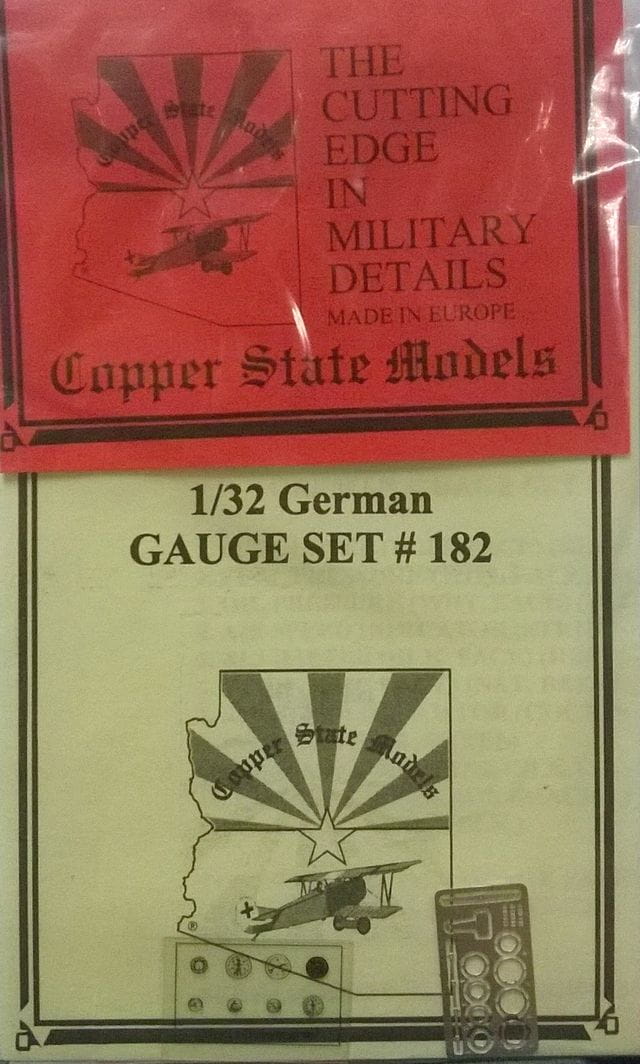 Copper State Models
THE
CUTTING
EDGE
IN
MILITARY
DETAILS
MADE IN EUROPE
Copper State Models
1/32 German
GAUGE SET # 182
Copper State Models
®